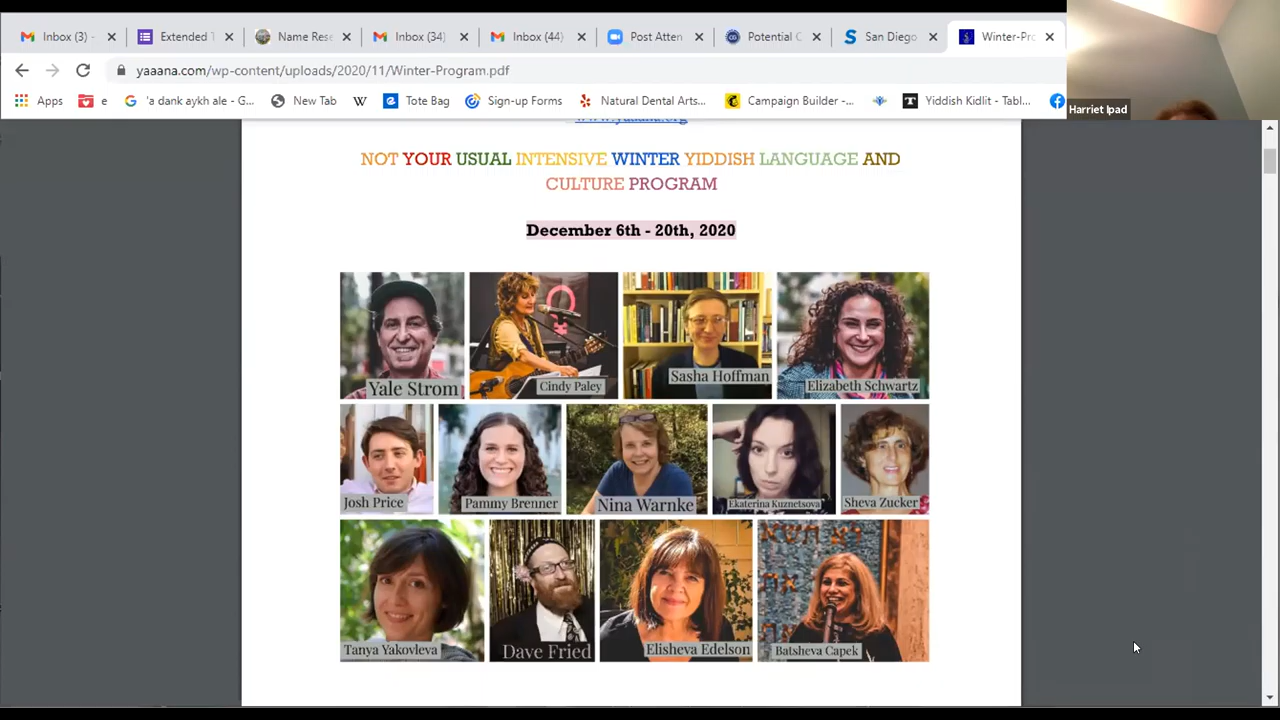 Inbox (3) -
Extended T
Name Rese
Inbox (34)
Inbox (44)
Post Atten
Potential C
San Diego
Winter-Pro
yaaana.com/wp-content/uploads/2020/11/Winter-Program.pdf
Apps
e
'a dank aykh ale - G...
New Tab
W
Tote Bag
Sign-up Forms
Natural Dental Arts...
Campaign Builder -...
Yiddish Kidlit - Tabl...
Harriet Ipad
NOT YOUR USUAL INTENSIVE WINTER YIDDISH LANGUAGE AND
CULTURE PROGRAM
December 6th - 20th, 2020
Yale Strom
Cindy Paley
Sasha Hoffman
Elizabeth Schwartz
Josh Price
Pammy Brenner
Nina Warnke
Ekaterina Kuznetsova
Sheva Zucker
Tanya Yakovleva
Dave Fried
Elisheva Edelson
Batsheva Capek